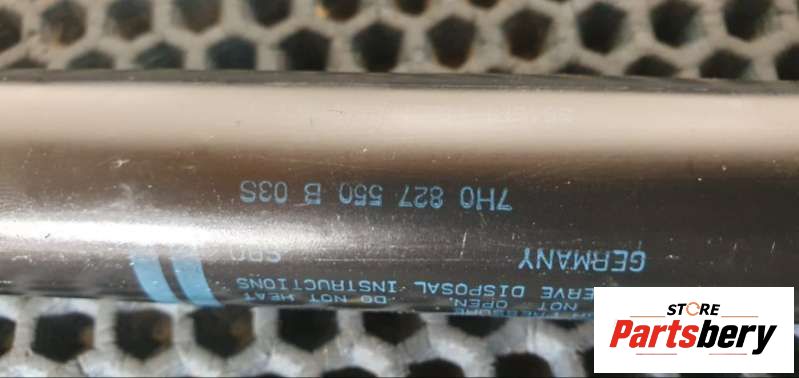 7H0 827 550 B 03S
GERMANY
SERVE DISPOSAL INSTRUCTIONS
NOT OPEN. DO NOT HEAT
STORE
Partsbery